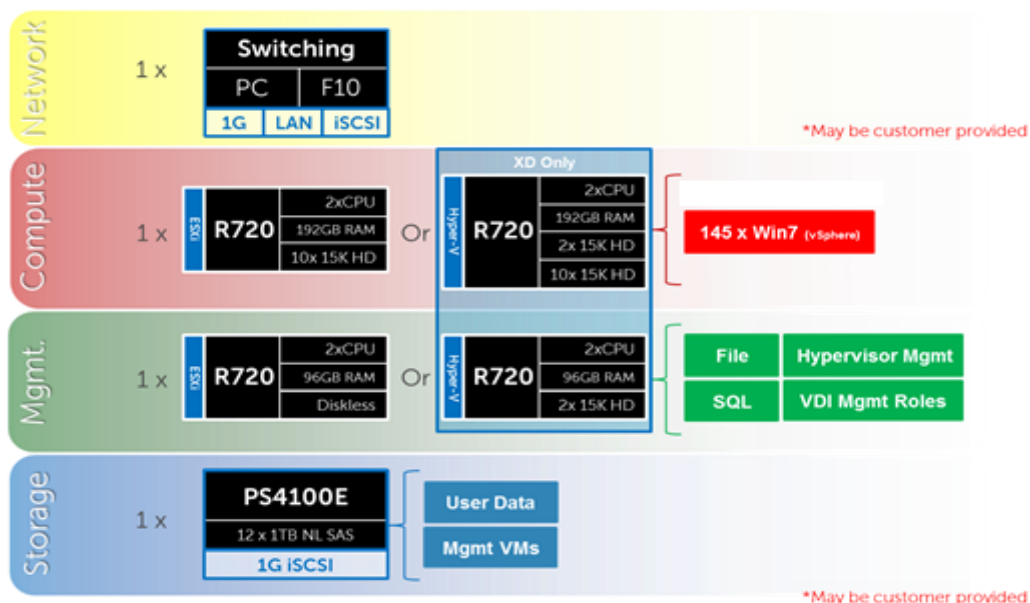 Network
1 x
Switching
PC F10
1G LAN iSCSI
*May be customer provided
Compute
1 x
ESXi
R720
2xCPU
192GB RAM
10x 15K HD
Or
XD Only
Hyper-V
R720
2xCPU
192GB RAM
2x 15K HD
10x 15K HD
145 x Win7 (vSphere)
Mgmt.
1 x
ESXi
R720
2xCPU
96GB RAM
Diskless
Or
Hyper-V
R720
2xCPU
96GB RAM
2x 15K HD
File Hypervisor Mgmt
SQL VDI Mgmt Roles
Storage
1 x
PS4100E
12 x 1TB NL SAS
1G iSCSI
User Data
Mgmt VMs
*May be customer provided